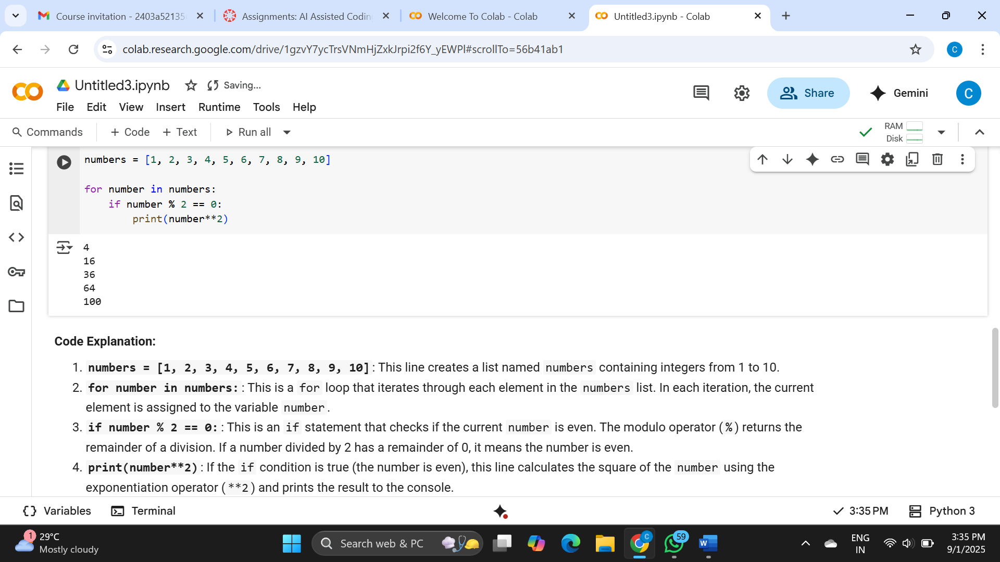 Course invitation - 2403a52135
Assignments: AI Assisted Codin
Welcome To Colab - Colab
Untitled3.ipynb - Colab
colab.research.google.com/drive/1gzvY7ycTrsVNmHjZxkJrpi2f6Y_yEWPl#scrollTo=56b41ab1
C
Untitled3.ipynb
Saving...
File Edit View Insert Runtime Tools Help
Share
Gemini
C
Commands
+ Code
+ Text
Run all
RAM
Disk
numbers = [1, 2, 3, 4, 5, 6, 7, 8, 9, 10]
for number in numbers:
    if number % 2 == 0:
        print(number**2)
4
16
36
64
100
Code Explanation:
1. numbers = [1, 2, 3, 4, 5, 6, 7, 8, 9, 10]: This line creates a list named numbers containing integers from 1 to 10.
2. for number in numbers:: This is a for loop that iterates through each element in the numbers list. In each iteration, the current
element is assigned to the variable number.
3. if number % 2 == 0:: This is an if statement that checks if the current number is even. The modulo operator (%) returns the
remainder of a division. If a number divided by 2 has a remainder of 0, it means the number is even.
4. print(number**2): If the if condition is true (the number is even), this line calculates the square of the number using the
exponentiation operator (**2) and prints the result to the console.
{} Variables
Terminal
3:35 PM
Python 3
1
29°C
Mostly cloudy
Search web & PC
C
59
W
ENG
IN
3:35 PM
9/1/2025